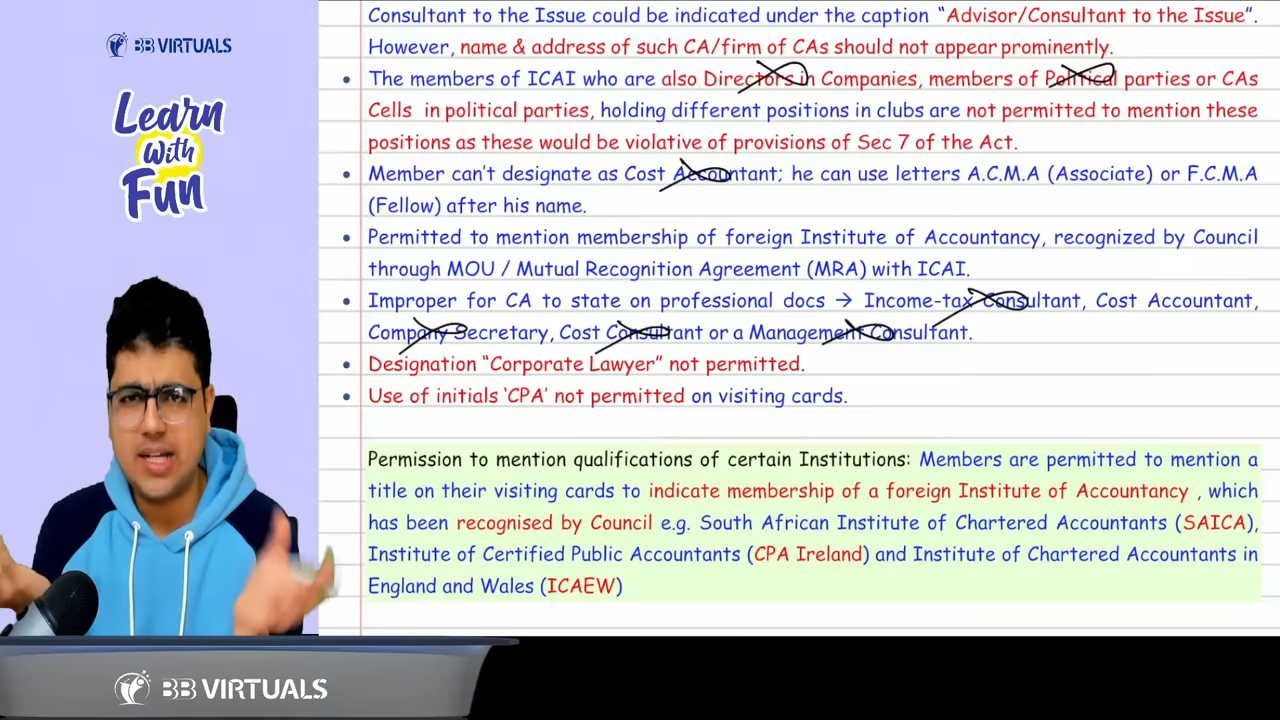 BB VIRTUALS
Learn
With
Fun
Consultant to the Issue could be indicated under the caption “Advisor/Consultant to the Issue”.
However, name & address of such CA/firm of CAs should not appear prominently.
• The members of ICAI who are also Directors in Companies, members of Political parties or CAs
Cells in political parties, holding different positions in clubs are not permitted to mention these
positions as these would be violative of provisions of Sec 7 of the Act.
• Member can’t designate as Cost Accountant; he can use letters A.C.M.A (Associate) or F.C.M.A
(Fellow) after his name.
• Permitted to mention membership of foreign Institute of Accountancy, recognized by Council
through MOU / Mutual Recognition Agreement (MRA) with ICAI.
• Improper for CA to state on professional docs → Income-tax Consultant, Cost Accountant,
Company Secretary, Cost Consultant or a Management Consultant.
• Designation “Corporate Lawyer” not permitted.
• Use of initials ‘CPA’ not permitted on visiting cards.
Permission to mention qualifications of certain Institutions: Members are permitted to mention a
title on their visiting cards to indicate membership of a foreign Institute of Accountancy , which
has been recognised by Council e.g. South African Institute of Chartered Accountants (SAICA),
Institute of Certified Public Accountants (CPA Ireland) and Institute of Chartered Accountants in
England and Wales (ICAEW)
BB VIRTUALS